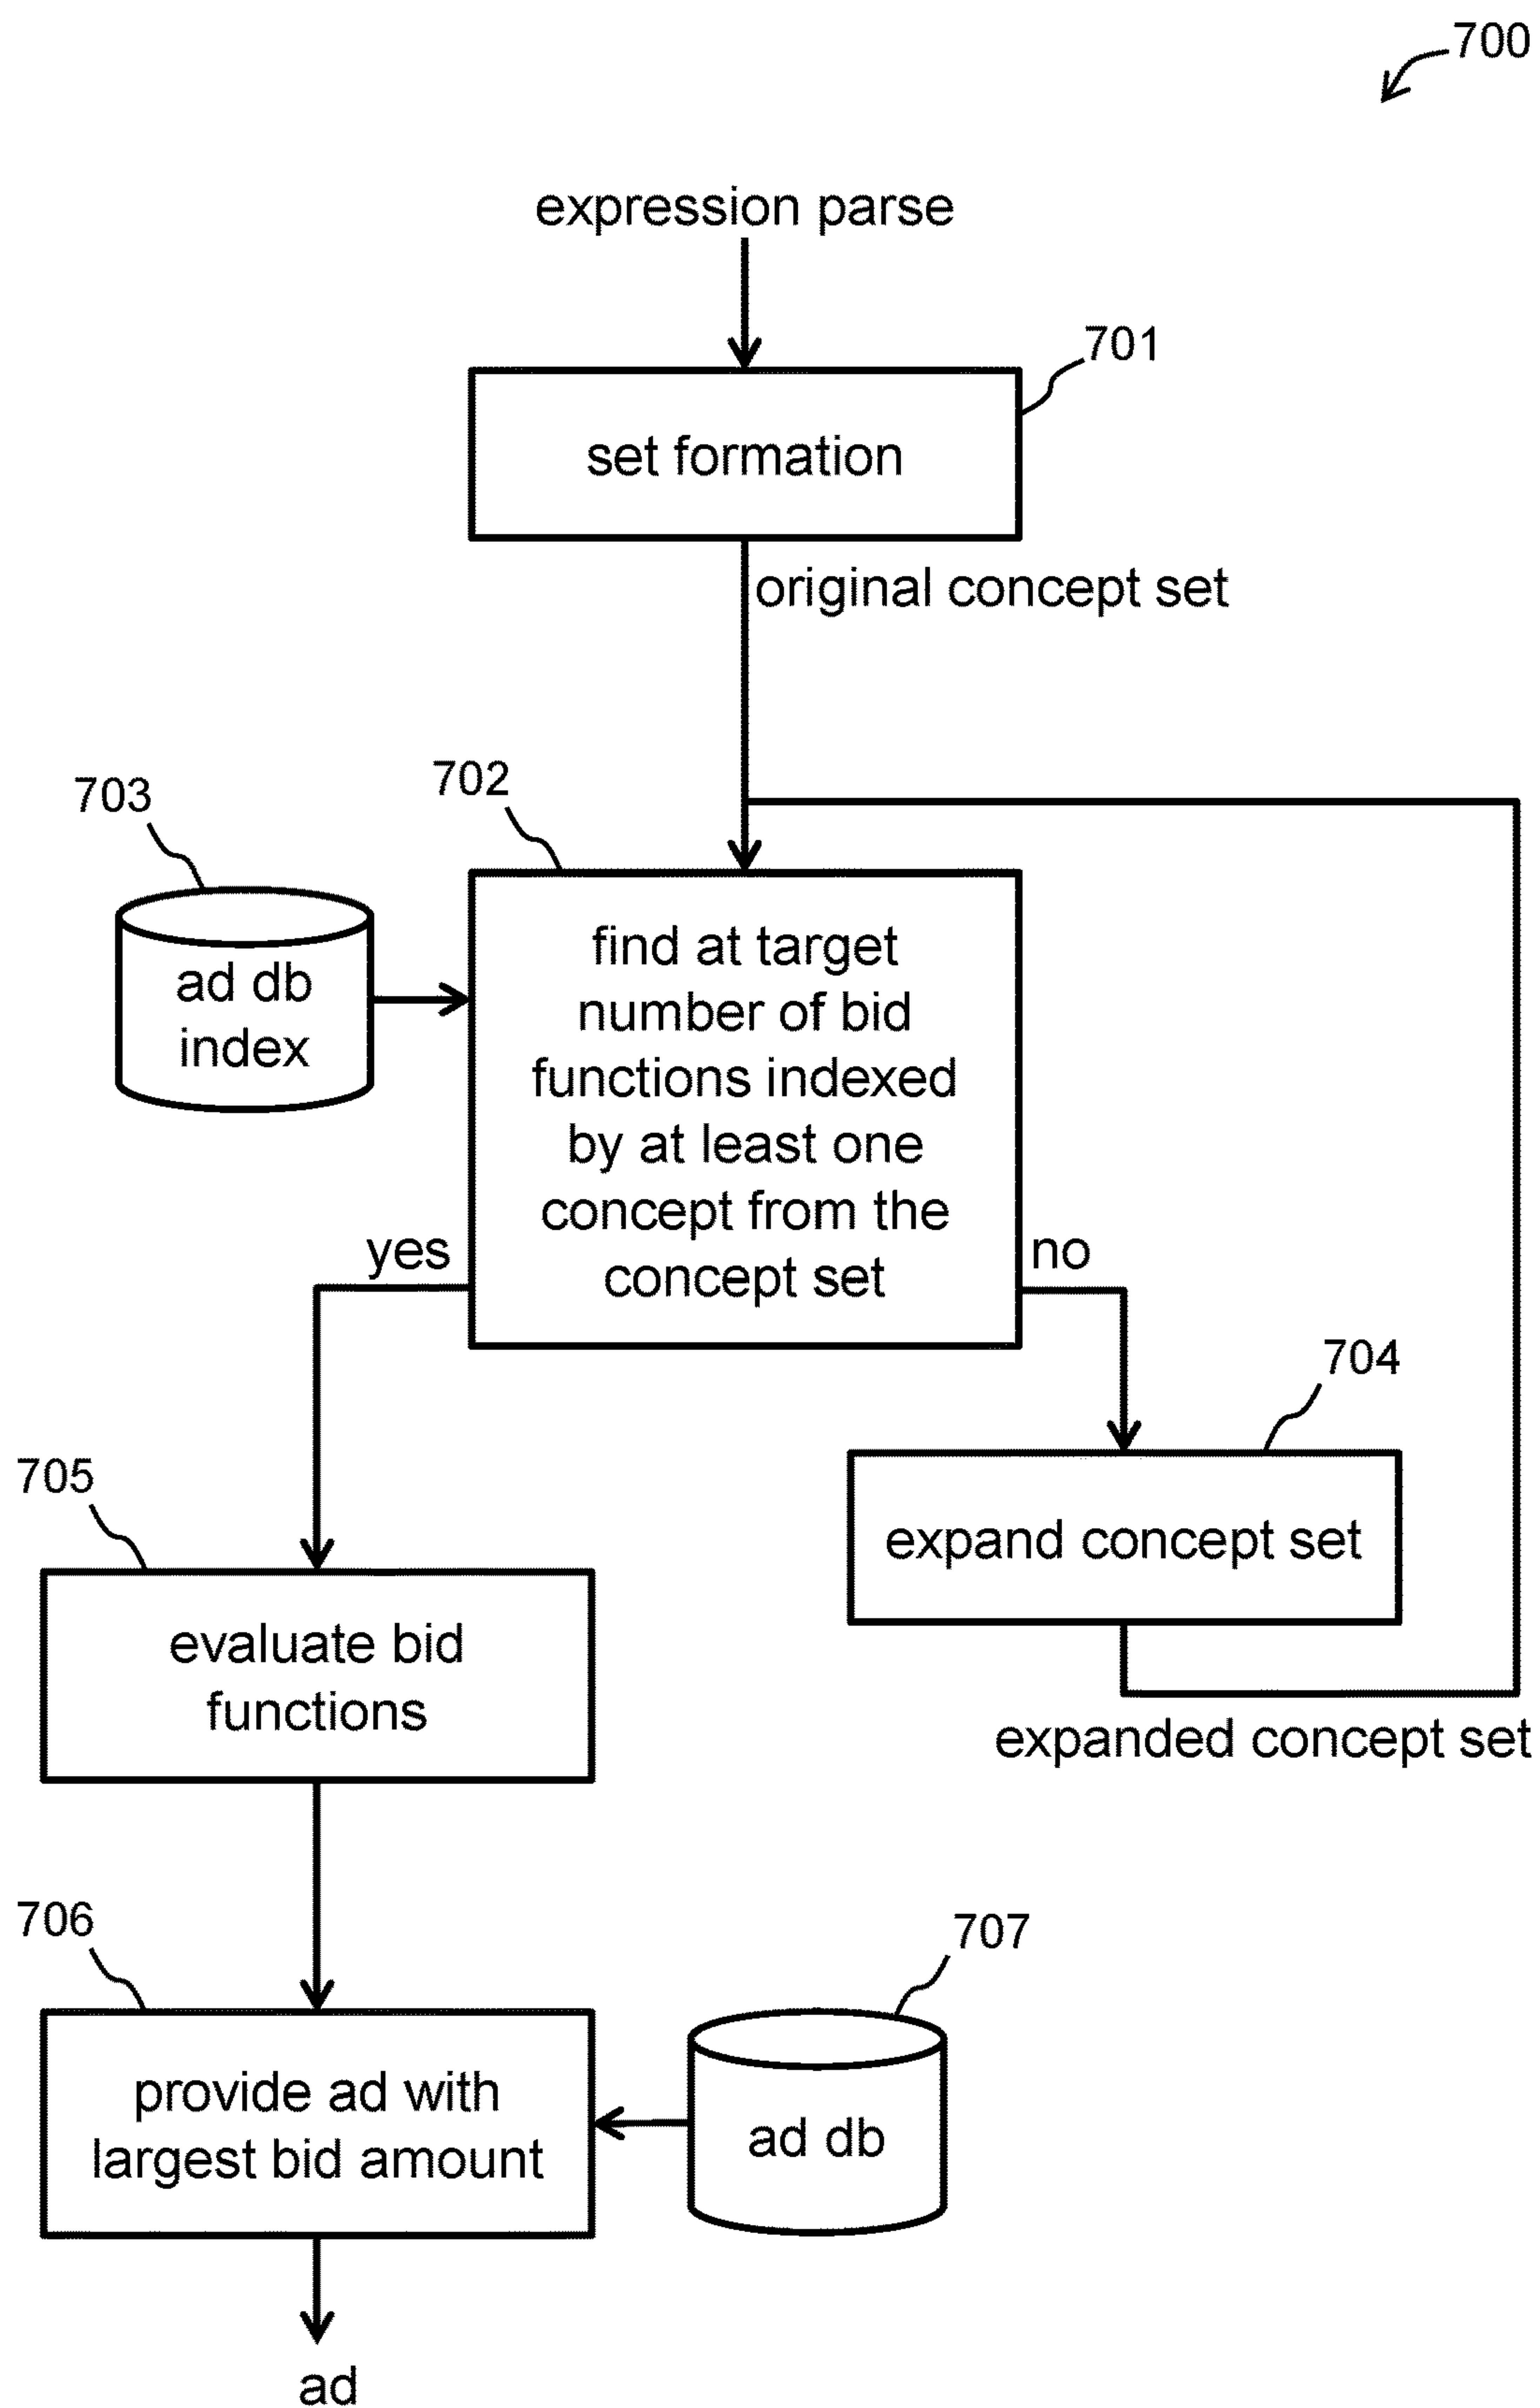 700
expression parse
701
set formation
original concept set
703
702
ad db
index
find at target
number of bid
functions indexed
by at least one
concept from the
concept set
yes
no
704
expand concept set
expanded concept set
705
evaluate bid
functions
706
provide ad with
largest bid amount
707
ad db
ad